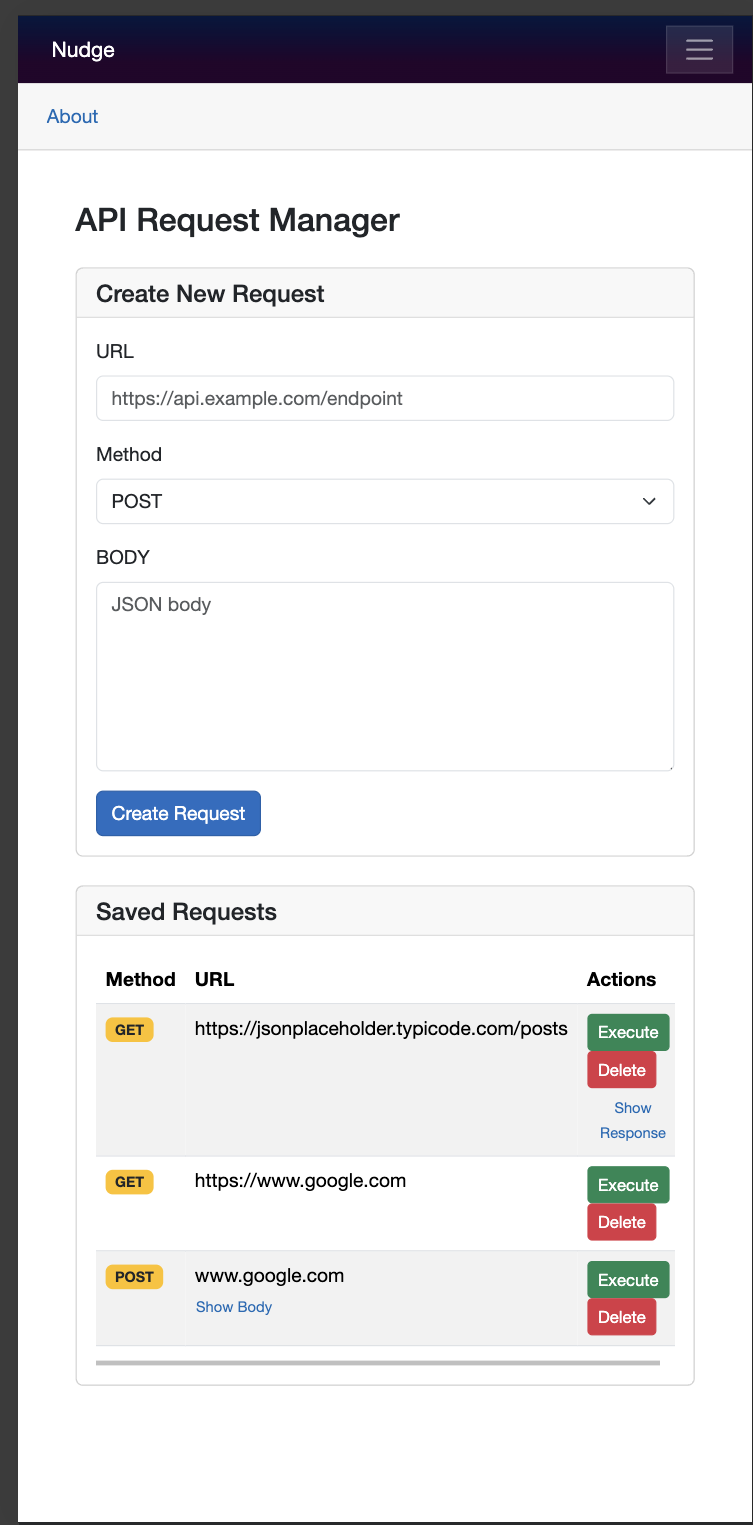 Nudge
About
API Request Manager
Create New Request
URL
https://api.example.com/endpoint
Method
POST
BODY
JSON body
Create Request
Saved Requests
Method URL Actions
GET https://jsonplaceholder.typicode.com/posts Execute
Delete
Show
Response
GET https://www.google.com Execute
Delete
POST www.google.com Execute
Show Body Delete